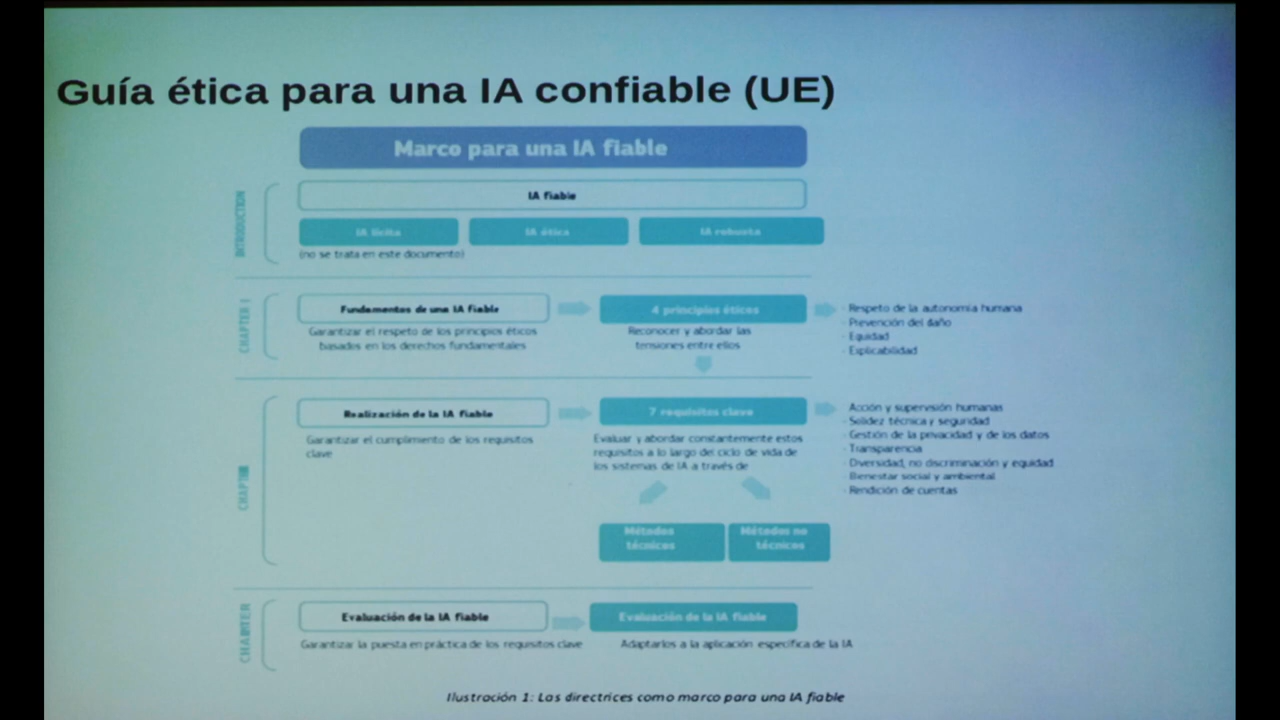 Guía ética para una IA confiable (UE)
Marco para una IA fiable
INTRODUCTION
IA fiable
IA lícita
IA ética
IA robusta
(no se trata en este documento)
CHAPTER I
Fundamentos de una IA fiable
Garantizar el respeto de los principios éticos
basados en los derechos fundamentales
4 principios éticos
Reconocer y abordar las
tensiones entre ellos
Respeto de la autonomía humana
Prevención del daño
Equidad
Explicabilidad
Realización de la IA fiable
Garantizar el cumplimiento de los requisitos
clave
7 requisitos clave
Evaluar y abordar constantemente estos
requisitos a lo largo del ciclo de vida de
los sistemas de IA a través de
Métodos
técnicos
Métodos no
técnicos
Acción y supervisión humanas
Solidez técnica y seguridad
Gestión de la privacidad y de los datos
Transparencia
Diversidad, no discriminación y equidad
Bienestar social y ambiental
Rendición de cuentas
Evaluación de la IA fiable
Garantizar la puesta en práctica de los requisitos clave
Evaluación de la IA fiable
Adaptarlos a la aplicación específica de la IA
Ilustración 1: Las directrices como marco para una IA fiable